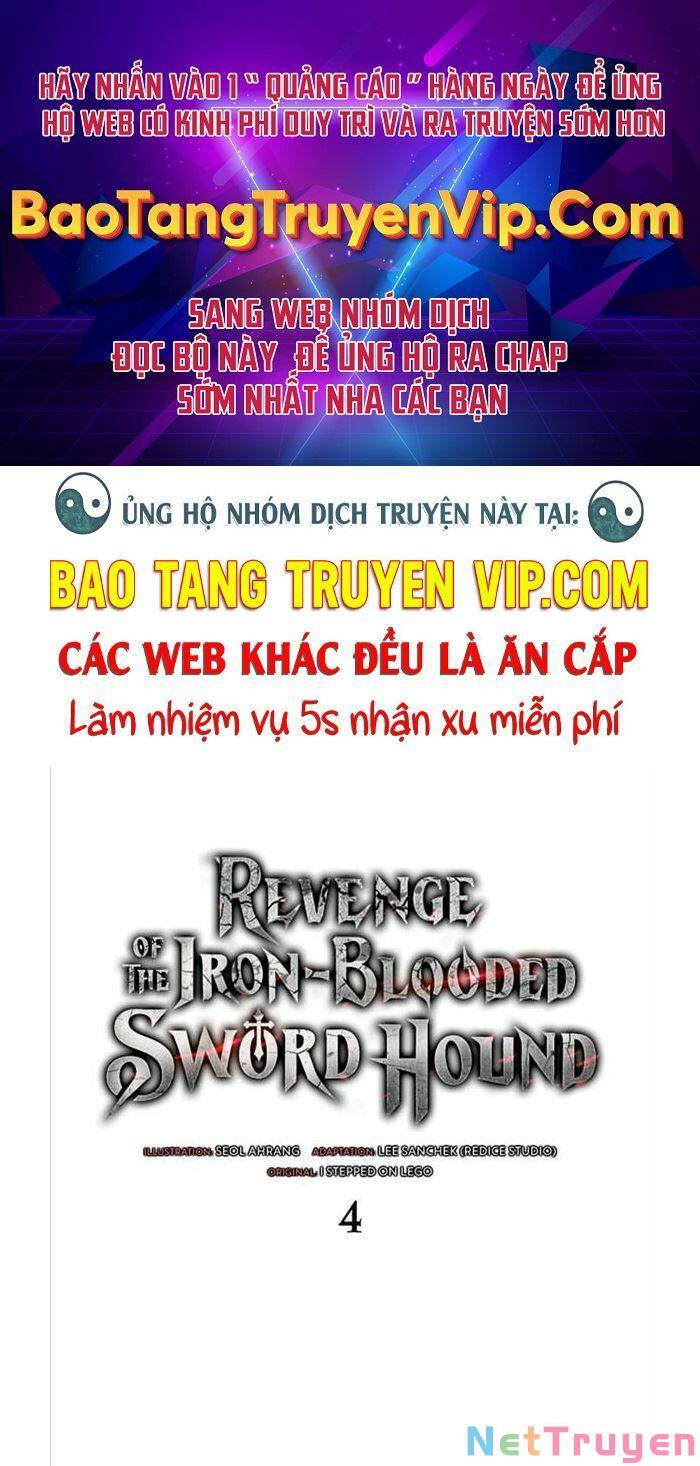 HÃY NHẤN VÀO 1 “ QUẢNG CÁO ” HÀNG NGÀY ĐỂ ỦNG
HỘ WEB CÓ KINH PHÍ DUY TRÌ VÀ RA TRUYỆN SỚM HƠN
BaoTangTruyenVip.Com
SANG WEB NHÓM DỊCH
ĐỌC BỘ NÀY ĐỂ ỦNG HỘ RA CHAP
SỚM NHẤT NHA CÁC BẠN
ỦNG HỘ NHÓM DỊCH TRUYỆN NÀY TẠI:
BAO TANG TRUYEN VIP.COM
CÁC WEB KHÁC ĐỀU LÀ ĂN CẮP
Làm nhiệm vụ 5s nhận xu miễn phí
REVENGE
OF THE IRON-BLOODED
SWORD HOUND
ILLUSTRATION: SEOL AHRANG ADAPTATION: LEE SANCHEK (REDICE STUDIO)
ORIGINAL: I STEPPED ON LEGO
4
NetTruyen